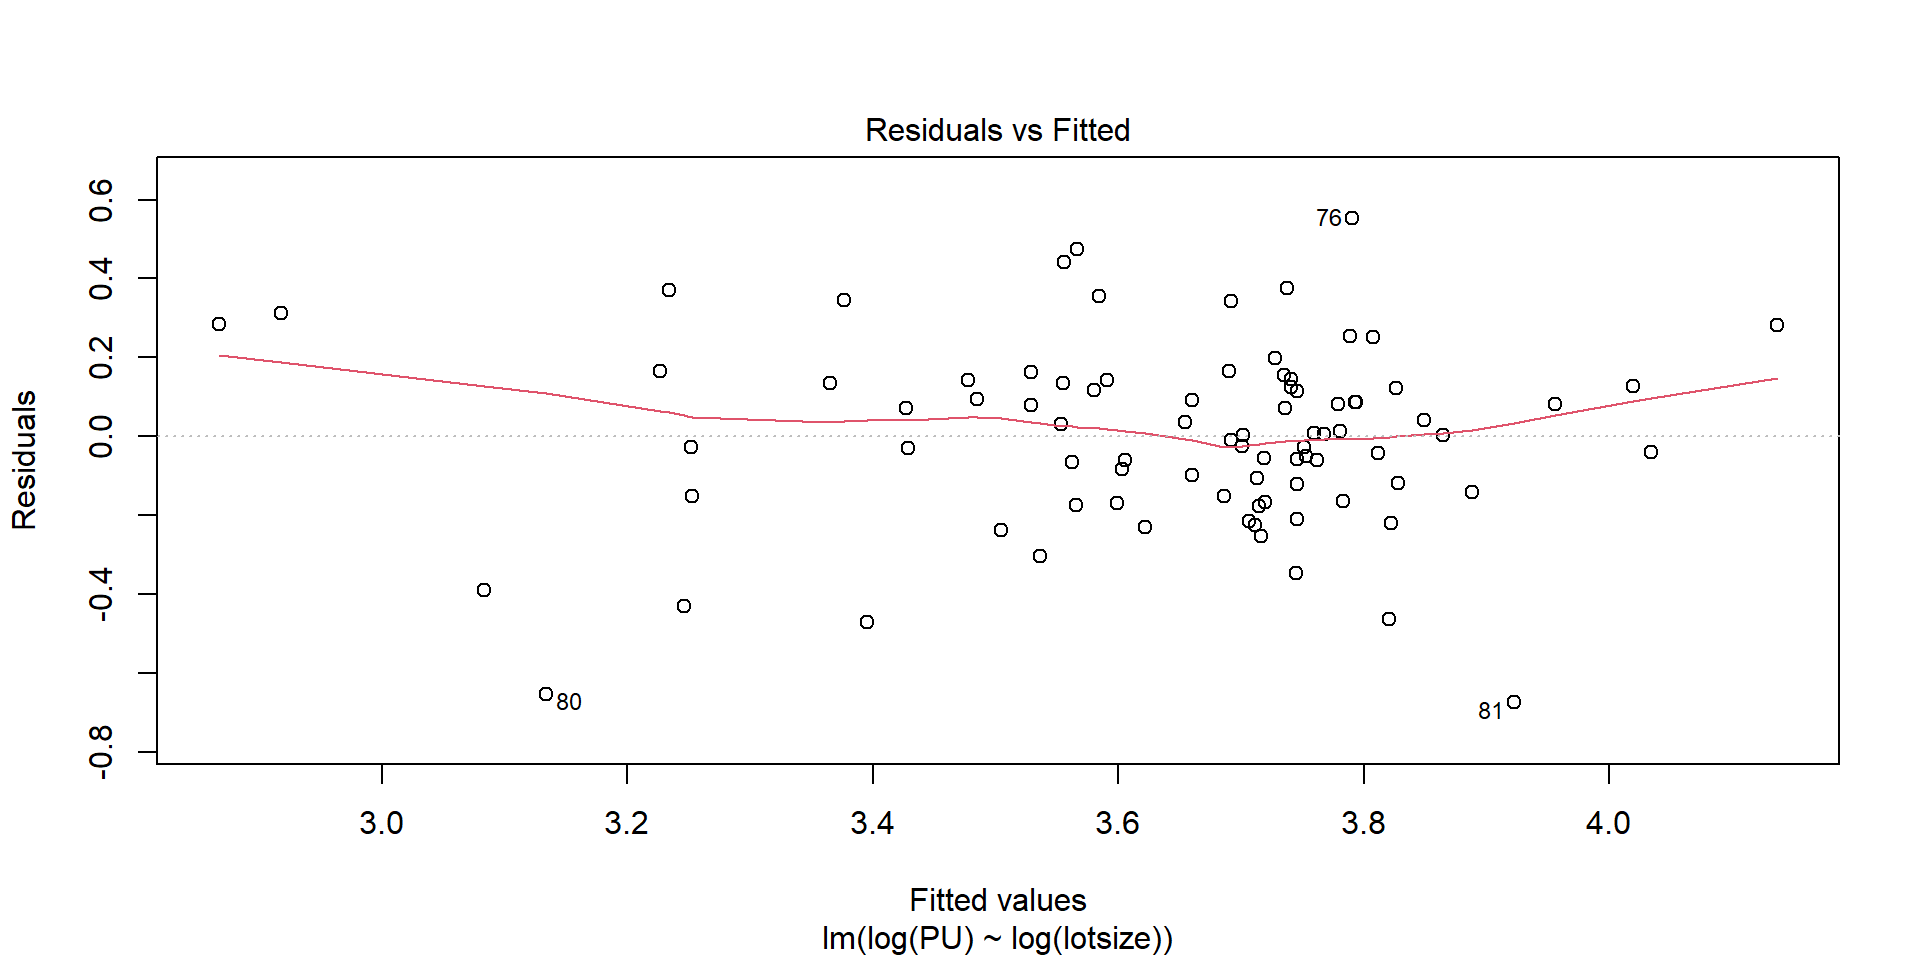 Residuals vs Fitted
Residuals
0.6
0.4
0.2
0.0
-0.4
-0.8
76
80
81
3.0 3.2 3.4 3.6 3.8 4.0
Fitted values
lm(log(PU) ~ log(lotsize))